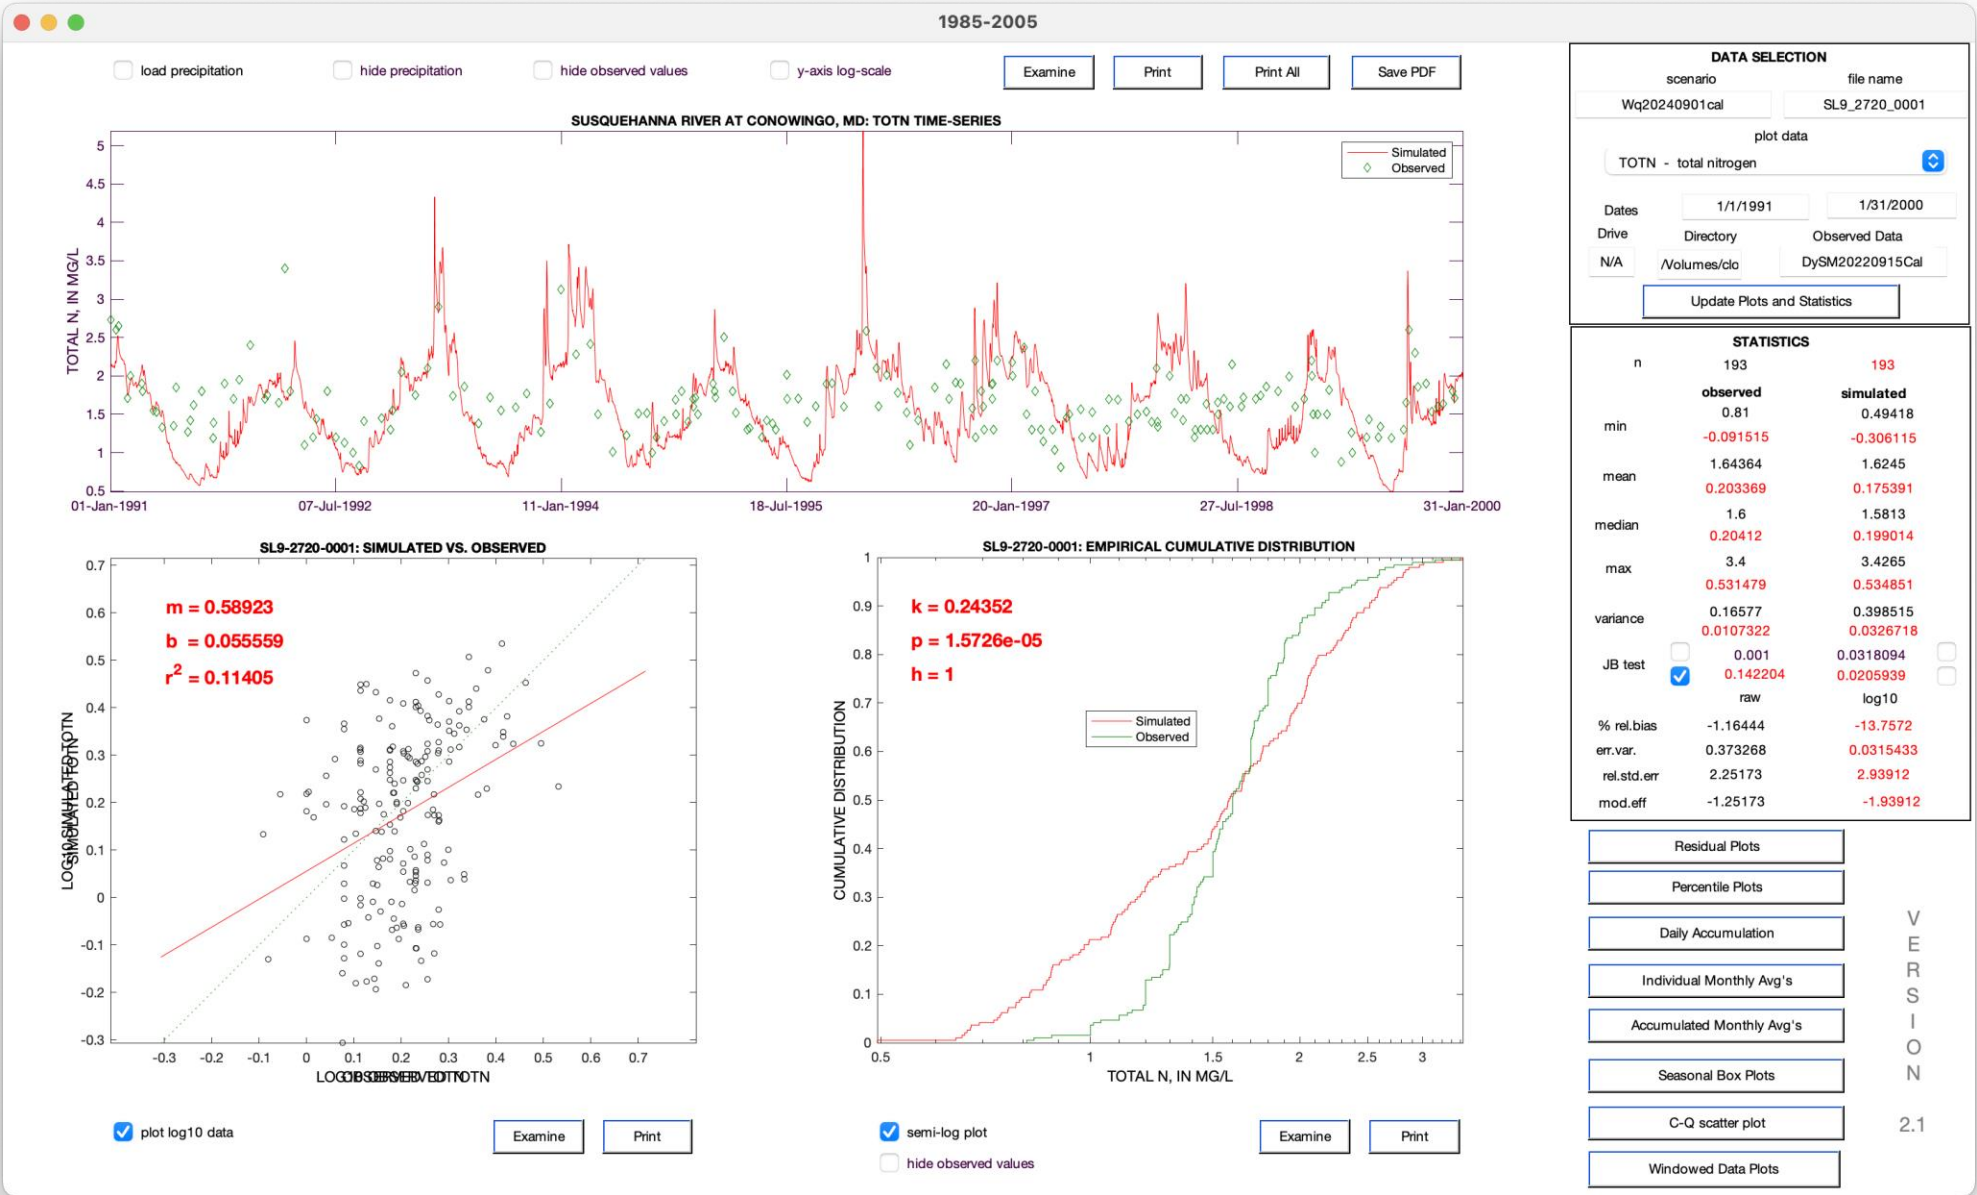 1985-2005
load precipitation
hide precipitation
hide observed values
y-axis log-scale
Examine
Print
Print All
Save PDF
SUSQUEHANNA RIVER AT CONOWINGO, MD: TOTN TIME-SERIES
Simulated
Observed
TOTAL N, IN MG/L
5
4.5
4
3.5
3
2.5
2
1.5
1
0.5
01-Jan-1991
07-Jul-1992
11-Jan-1994
18-Jul-1995
20-Jan-1997
27-Jul-1998
31-Jan-2000
SL9-2720-0001: SIMULATED VS. OBSERVED
m = 0.58923
b = 0.055559
r2 = 0.11405
0.7
0.6
0.5
0.4
0.3
0.2
0.1
0
-0.1
-0.2
-0.3
-0.3 -0.2 -0.1 0 0.1 0.2 0.3 0.4 0.5 0.6 0.7
plot log10 data
Examine
Print
SL9-2720-0001: EMPIRICAL CUMULATIVE DISTRIBUTION
k = 0.24352
p = 1.5726e-05
h = 1
Simulated
Observed
CUMULATIVE DISTRIBUTION
1
0.9
0.8
0.7
0.6
0.5
0.4
0.3
0.2
0.1
0
0.5 1 1.5 2 2.5 3
TOTAL N, IN MG/L
semi-log plot
hide observed values
Examine
Print
DATA SELECTION
scenario file name
Wq20240901cal SL9_2720_0001
plot data
TOTN - total nitrogen
Dates 1/1/1991 1/31/2000
Drive Directory Observed Data
N/A /Volumes/clo DySM20220915Cal
Update Plots and Statistics
STATISTICS
n 193 193
observed simulated
min 0.81 0.49418
-0.091515 -0.306115
mean 1.64364 1.6245
0.203369 0.175391
median 1.6 1.5813
0.20412 0.199014
max 3.4 3.4265
0.531479 0.534851
variance 0.16577 0.398515
0.0107322 0.0326718
JB test 0.001 0.0318094
0.142204 0.0205939
raw log10
% rel.bias -1.16444 -13.7572
err.var. 0.373268 0.0315433
rel.std.err 2.25173 2.93912
mod.eff -1.25173 -1.93912
Residual Plots
Percentile Plots
Daily Accumulation
Individual Monthly Avg's
Accumulated Monthly Avg's
Seasonal Box Plots
C-Q scatter plot
Windowed Data Plots
VERSION
2.1